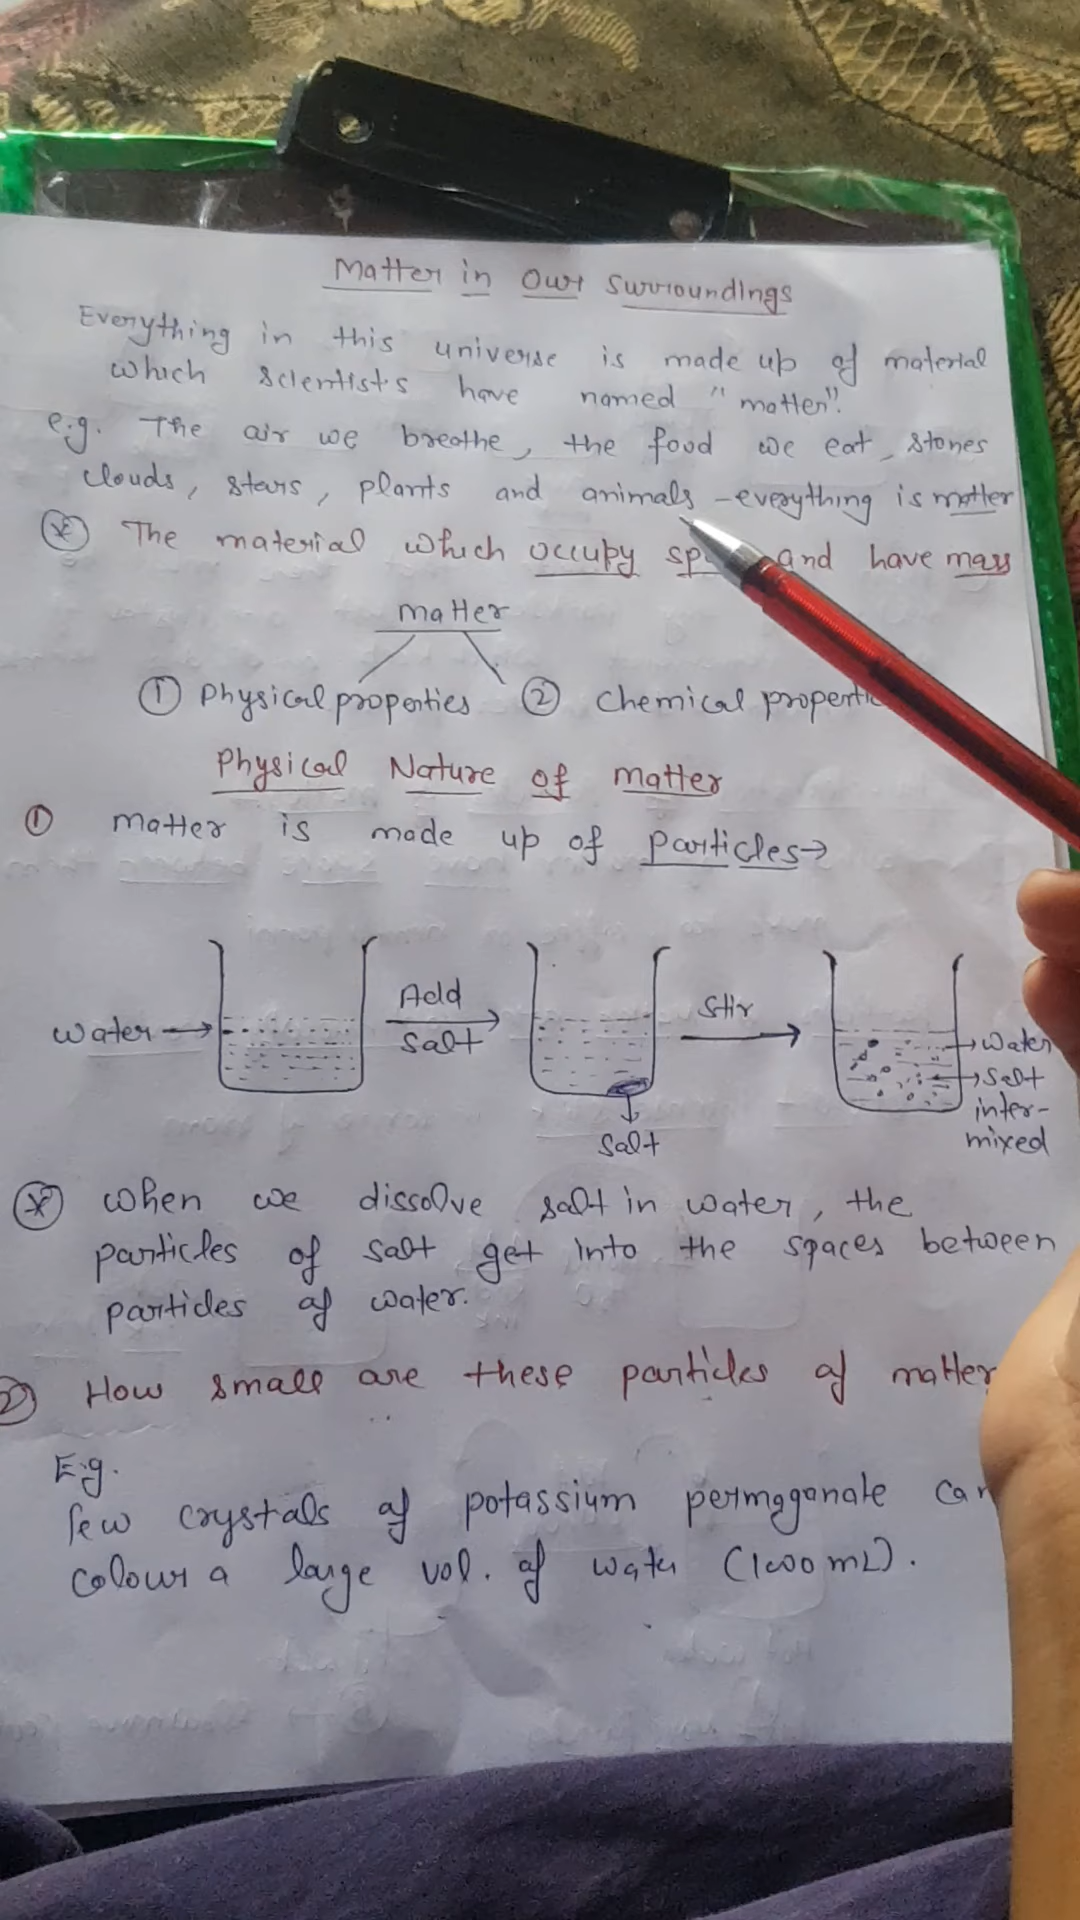 Matter in Our Surroundings
Everything in this universe is made up of material
which scientists have named "matter".
e.g. The air we breathe, the food we eat, stones
clouds, stars, plants and animals - everything is matter
The material which occupy and have mass
matter
① Physical properties ② Chemical
Physical Nature of matter
① matter is made up of Particles→
Water → Add Salt → Stir →
→ Water
→ Salt
inter-
mixed
Salt
When we dissolve salt in water, the
particles of salt get into the spaces between
particles of water.
② How small are these particles of matter
E.g.
few crystals of potassium permaganate can
colour a large vol. of water (1000 mL).